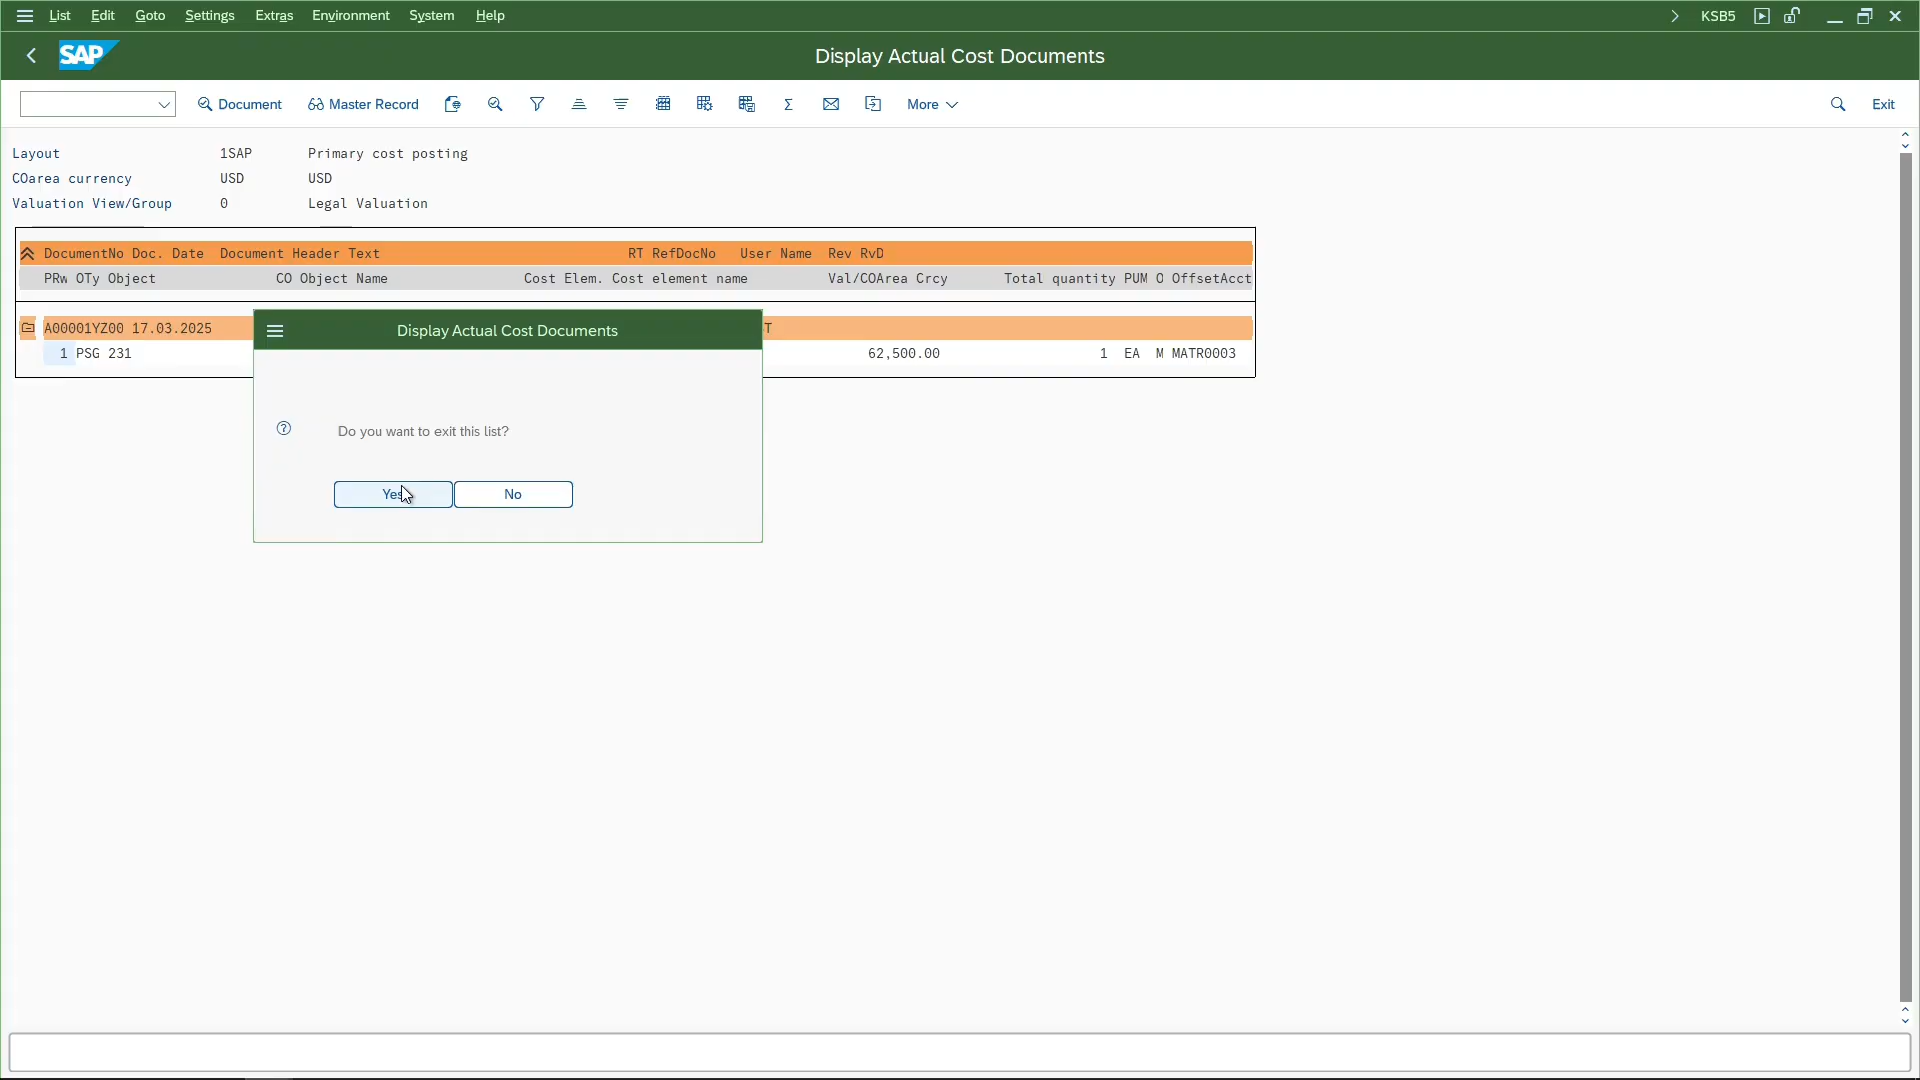 List Edit Goto Settings Extras Environment System Help KSB5
SAP Display Actual Cost Documents
Document Master Record More Exit
Layout 1SAP Primary cost posting
COarea currency USD USD
Valuation View/Group 0 Legal Valuation
DocumentNo Doc. Date Document Header Text RT RefDocNo User Name Rev RvD
PRw OTy Object CO Object Name Cost Elem. Cost element name Val/COArea Crcy Total quantity PUM O OffsetAcct
A00001YZ00 17.03.2025 T
1 PSG 231 62,500.00 1 EA M MATR0003
Display Actual Cost Documents
Do you want to exit this list?
Yes No